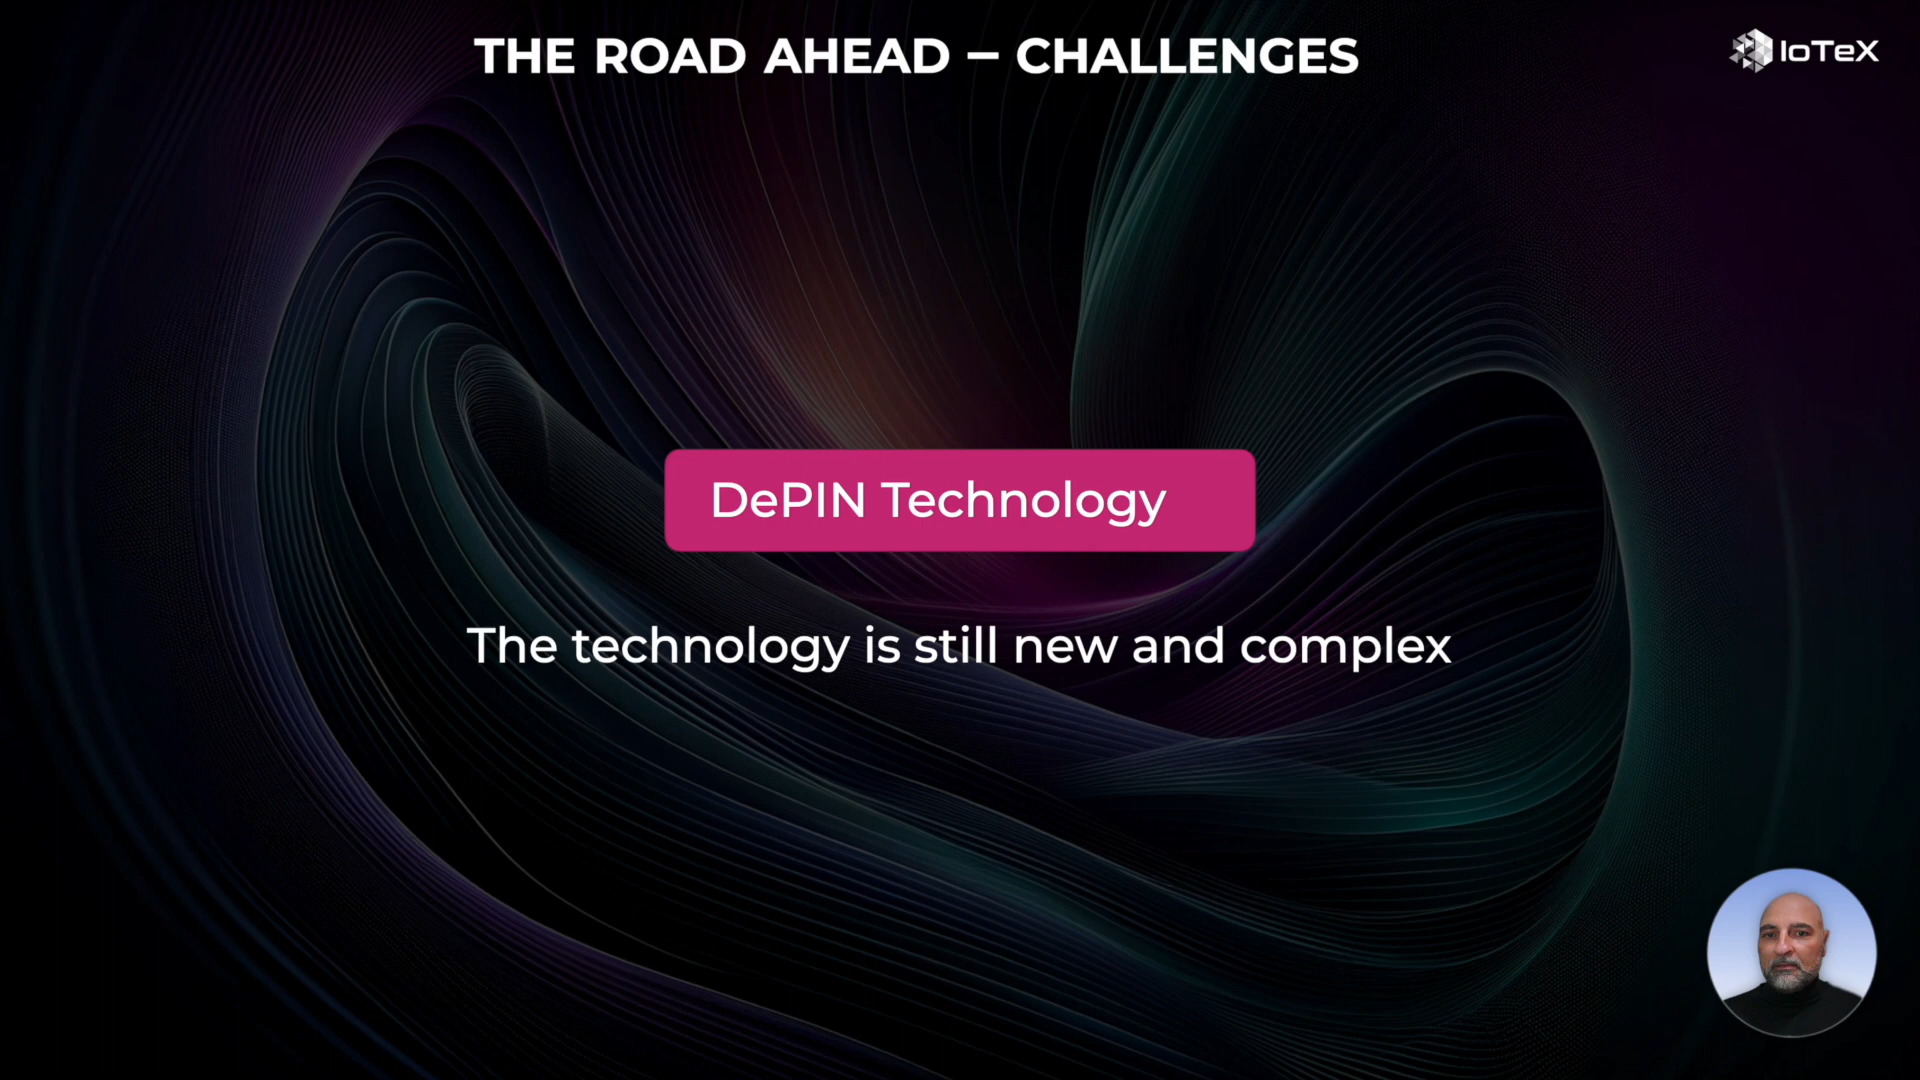 THE ROAD AHEAD – CHALLENGES
IoTeX
DePIN Technology
The technology is still new and complex